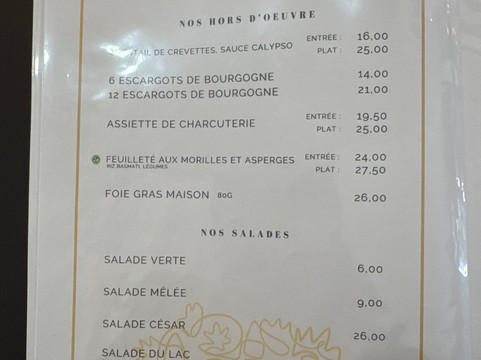 NOS HORS D'OEUVRE
DE CREVETTES, SAUCE CALYPSO ENTRÉE : 16,00
PLAT : 25,00
6 ESCARGOTS DE BOURGOGNE 14,00
12 ESCARGOTS DE BOURGOGNE 21,00
ASSIETTE DE CHARCUTERIE ENTRÉE : 19,50
PLAT : 25,00
FEUILLETÉ AUX MORILLES ET ASPERGES ENTRÉE : 24,00
RIZ BASMATI, LÉGUMES PLAT : 27,50
FOIE GRAS MAISON 80G 26,00
NOS SALADES
SALADE VERTE 6,00
SALADE MÊLÉE 9,00
SALADE CÉSAR 26,00
SALADE DU LAC